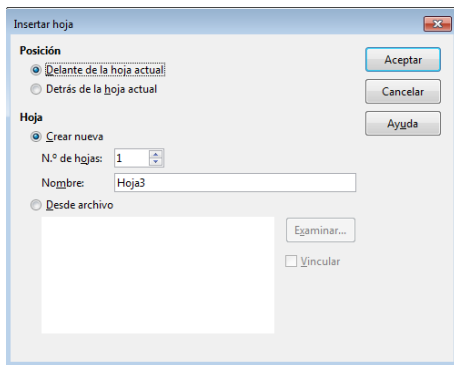 Insertar hoja
Posición
Delante de la hoja actual
Detrás de la hoja actual
Aceptar
Cancelar
Ayuda
Hoja
Crear nueva
N.º de hojas: 1
Nombre: Hoja3
Desde archivo
Examinar...
Vincular